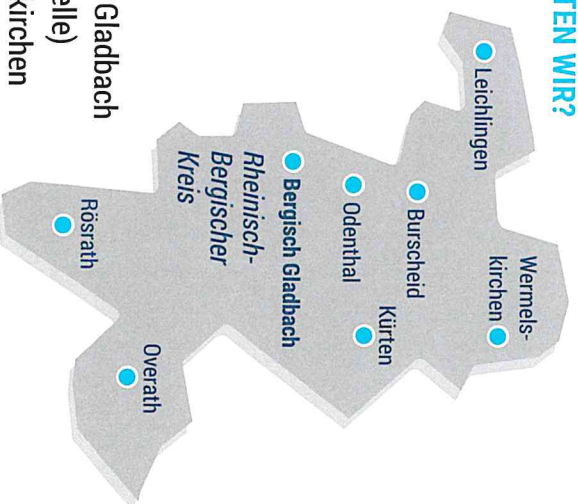 TEN WIR?
Leichlingen
Wermels-
kirchen
Burscheid
Odenthal
Kürten
Bergisch Gladbach
Rheinisch-
Bergischer
Kreis
Rösrath
Overath
Gladbach
elle)
kirchen